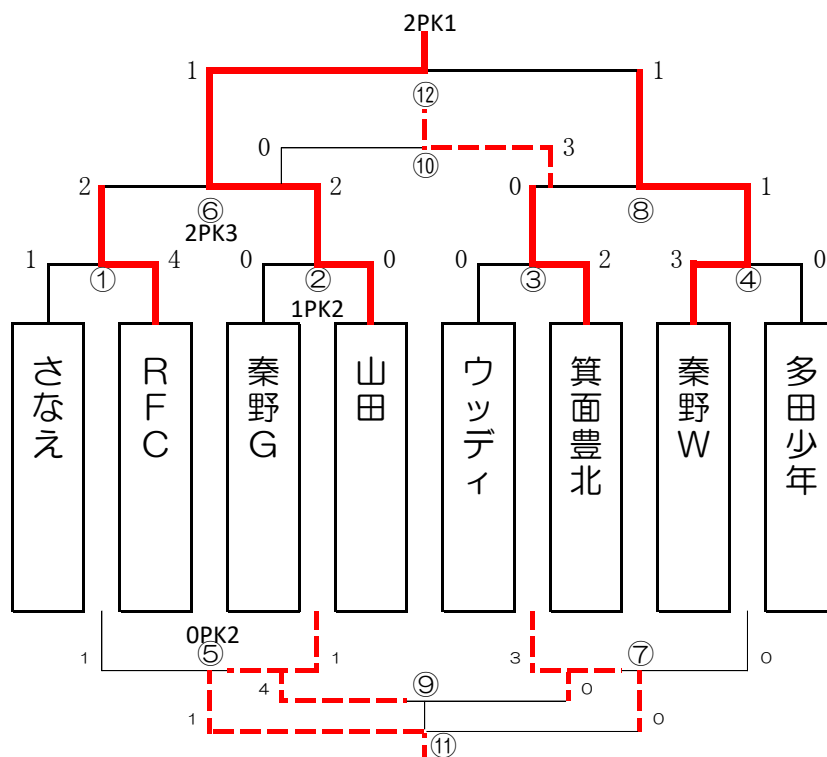 2PK1
1 1
⑫
0 ⑩ 3
2 ⑥ 2 0 ⑧ 1
2PK3
1 ① 4 0 ② 0 0 ③ 2 3 ④ 0
1PK2
さなえ
RFC
秦野G
山田
ウッディ
箕面豊北
秦野W
多田少年
0PK2
1 ⑤ 1 3 ⑦ 0
4 ⑨ 0
1 ⑪ 0